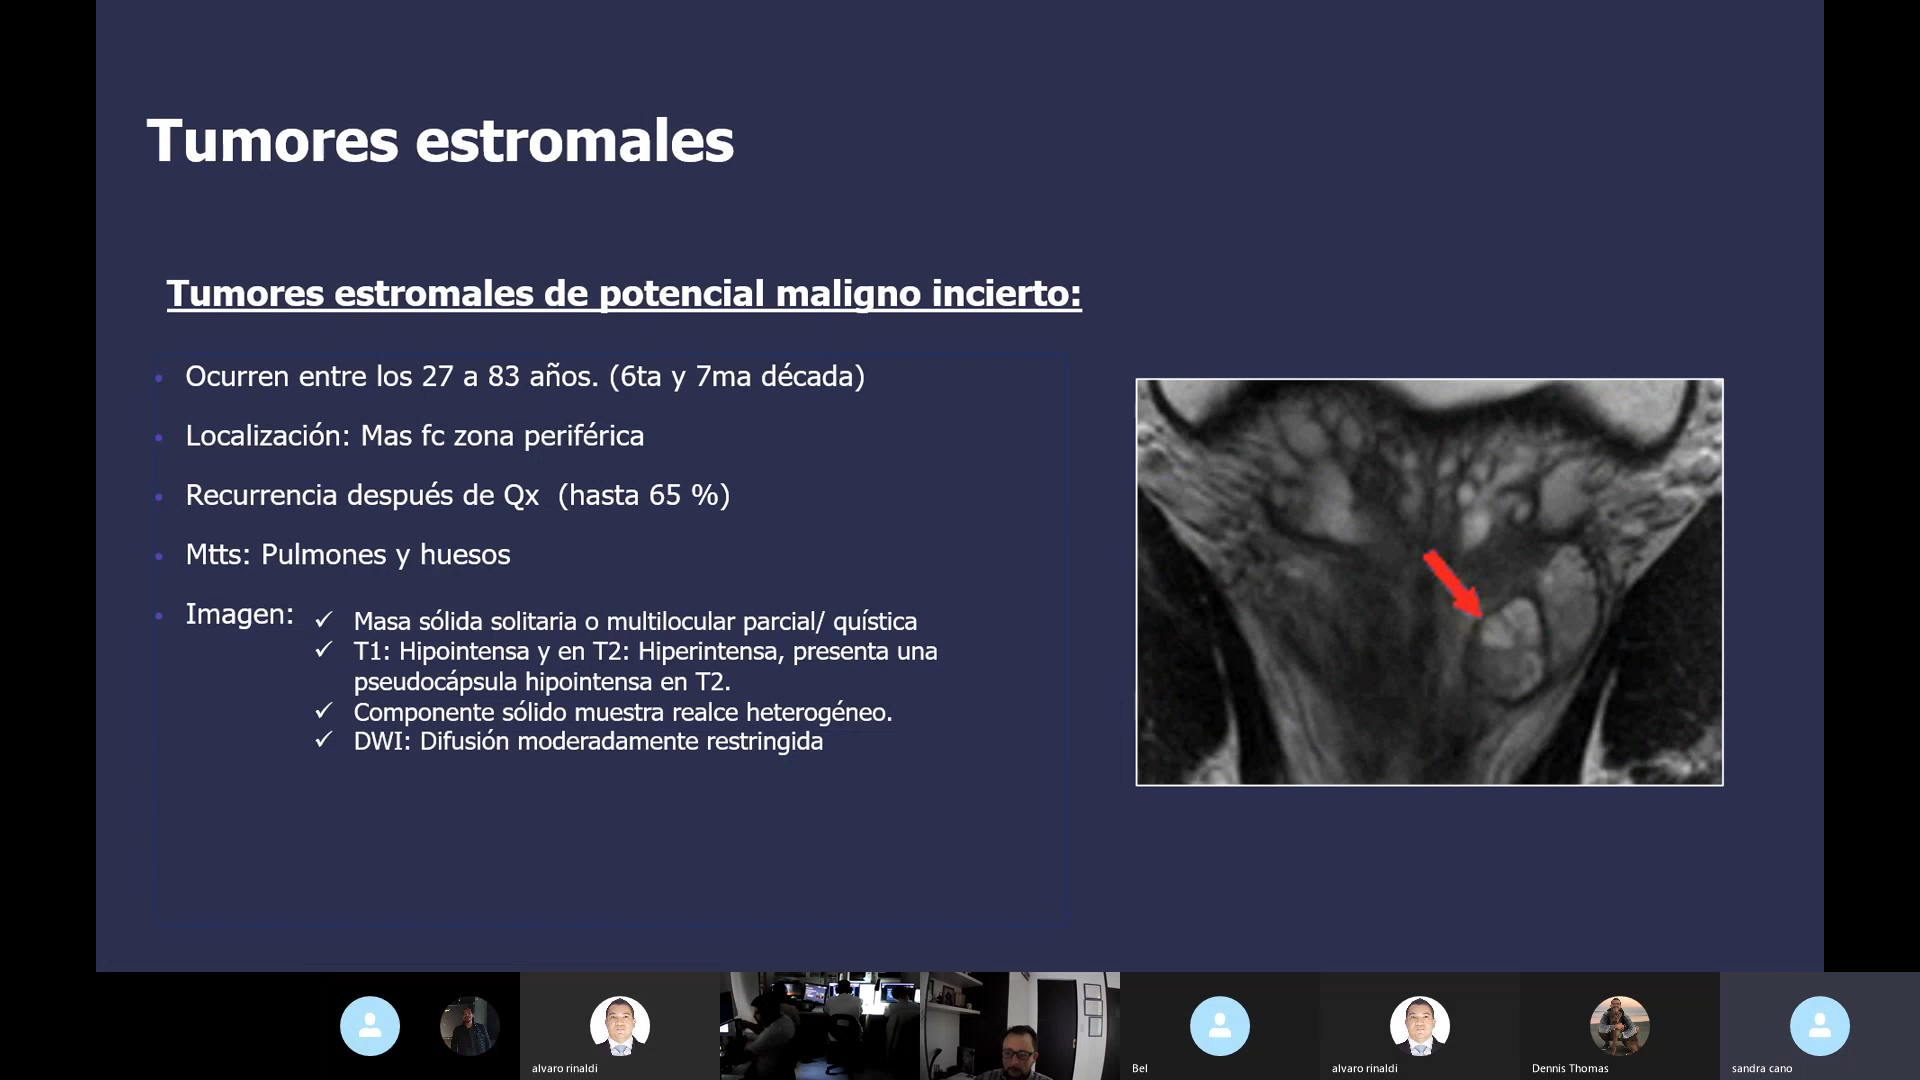 Tumores estromales
Tumores estromales de potencial maligno incierto:
• Ocurren entre los 27 a 83 años. (6ta y 7ma década)
• Localización: Mas fc zona periférica
• Recurrencia después de Qx (hasta 65 %)
• Mtts: Pulmones y huesos
• Imagen:
✓ Masa sólida solitaria o multilocular parcial/ quística
✓ T1: Hipointensa y en T2: Hiperintensa, presenta una
pseudocápsula hipointensa en T2.
✓ Componente sólido muestra realce heterogéneo.
✓ DWI: Difusión moderadamente restringida
alvaro rinaldi
Bel
alvaro rinaldi
Dennis Thomas
sandra cano